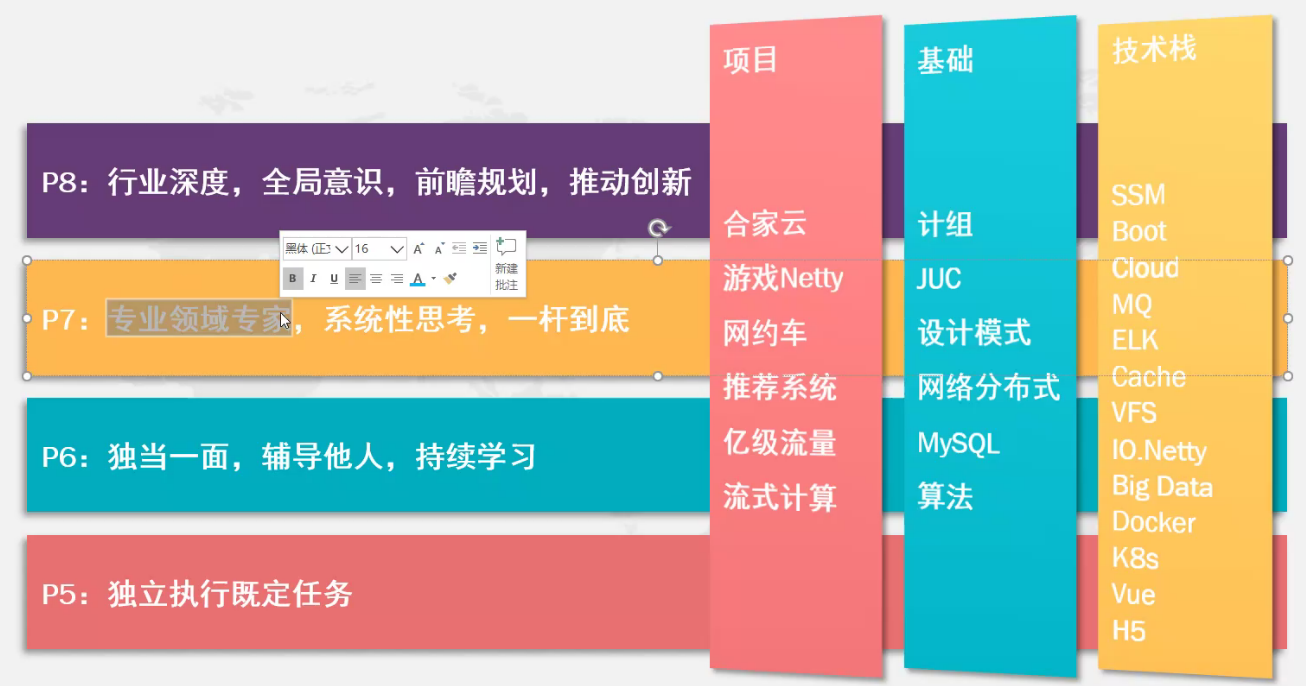 P8：行业深度，全局意识，前瞻规划，推动创新
黑体 (正
16
A
A
新建
批注
B
I
U
A
P7：专业领域专家，系统性思考，一杆到底
P6：独当一面，辅导他人，持续学习
P5：独立执行既定任务
项目
合家云
游戏Netty
网约车
推荐系统
亿级流量
流式计算
基础
计组
JUC
设计模式
网络分布式
MySQL
算法
技术栈
SSM
Boot
Cloud
MQ
ELK
Cache
VFS
IO.Netty
Big Data
Docker
K8s
Vue
H5